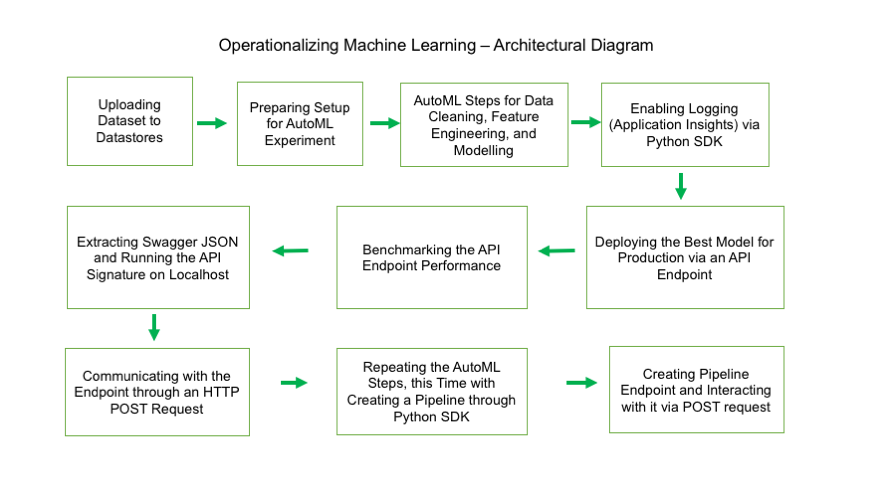 Operationalizing Machine Learning – Architectural Diagram
Uploading
Dataset to
Datastores
Preparing Setup
for AutoML
Experiment
AutoML Steps for Data
Cleaning, Feature
Engineering, and
Modelling
Enabling Logging
(Application Insights) via
Python SDK
Deploying the Best Model for
Production via an API
Endpoint
Benchmarking the API
Endpoint Performance
Extracting Swagger JSON
and Running the API
Signature on Localhost
Communicating with the
Endpoint through an HTTP
POST Request
Repeating the AutoML
Steps, this Time with
Creating a Pipeline through
Python SDK
Creating Pipeline
Endpoint and Interacting
with it via POST request